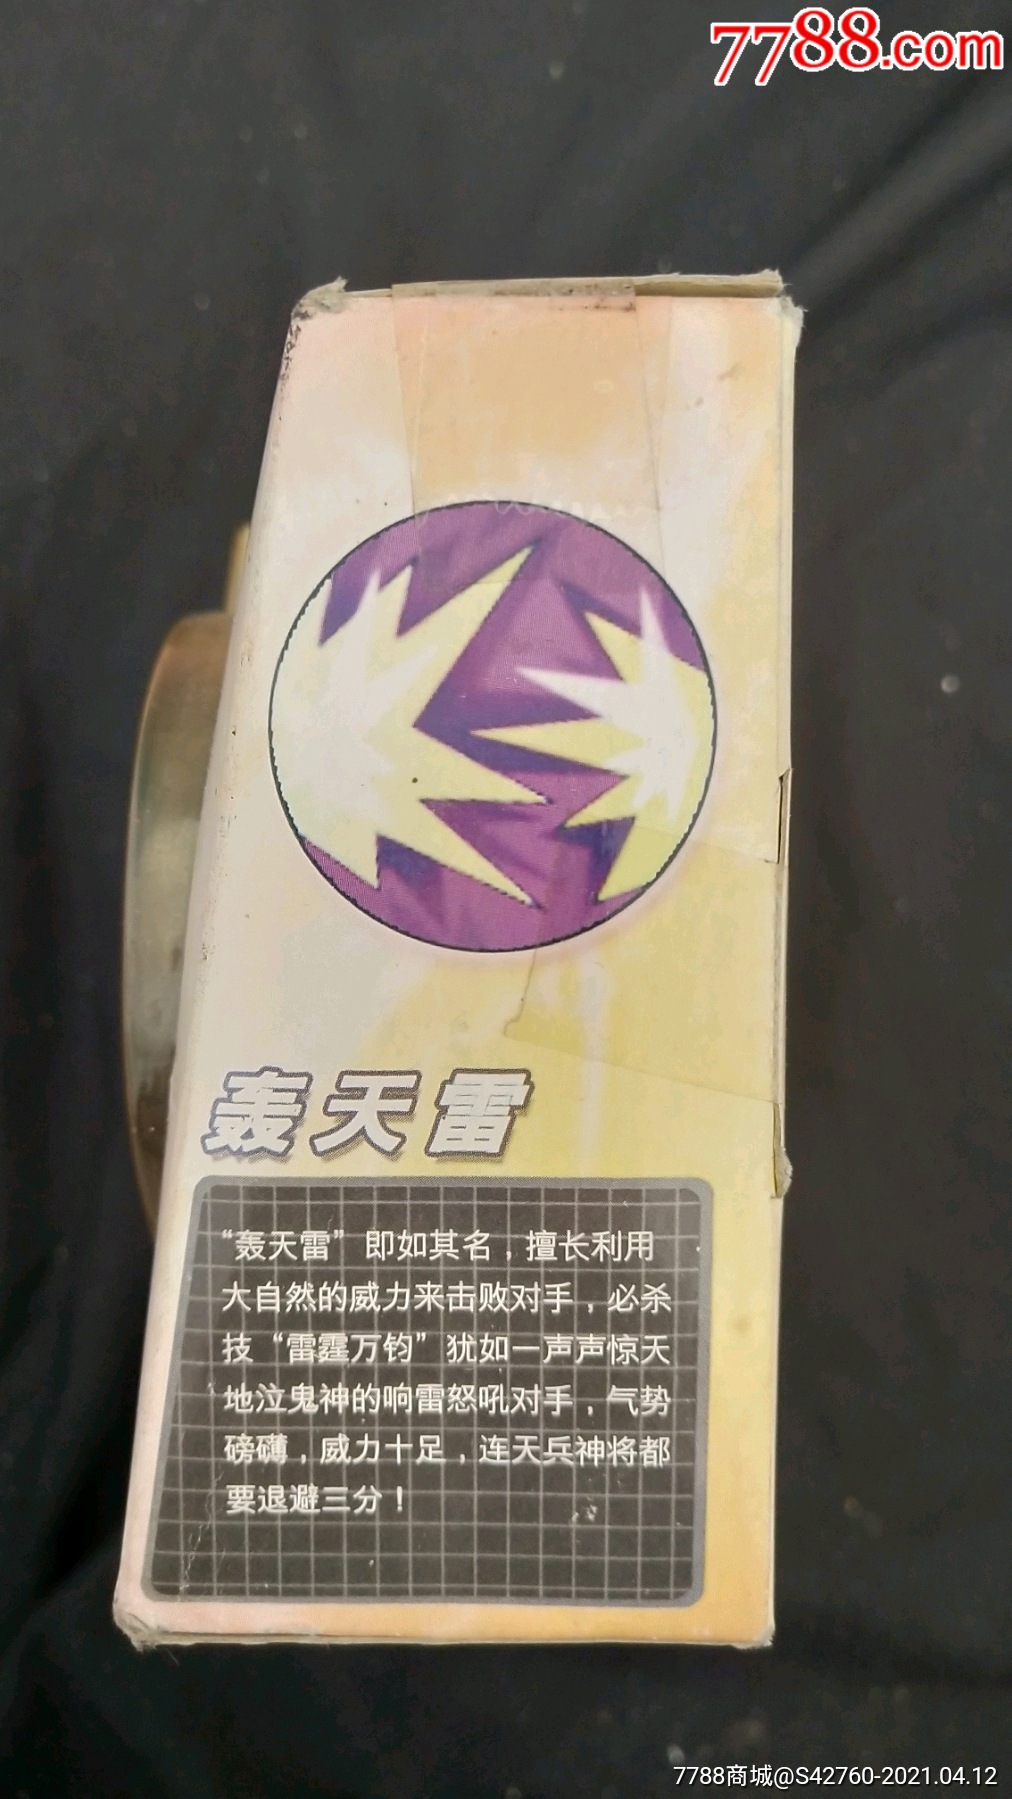 7788.com
轰天雷
“轰天雷”即如其名，擅长利用
大自然的威力来击败对手，必杀
技“雷霆万钧”犹如一声声惊天
地泣鬼神的响雷怒吼对手，气势
磅礴，威力十足，连天兵神将都
要退避三分！
7788商城@S42760-2021.04.12